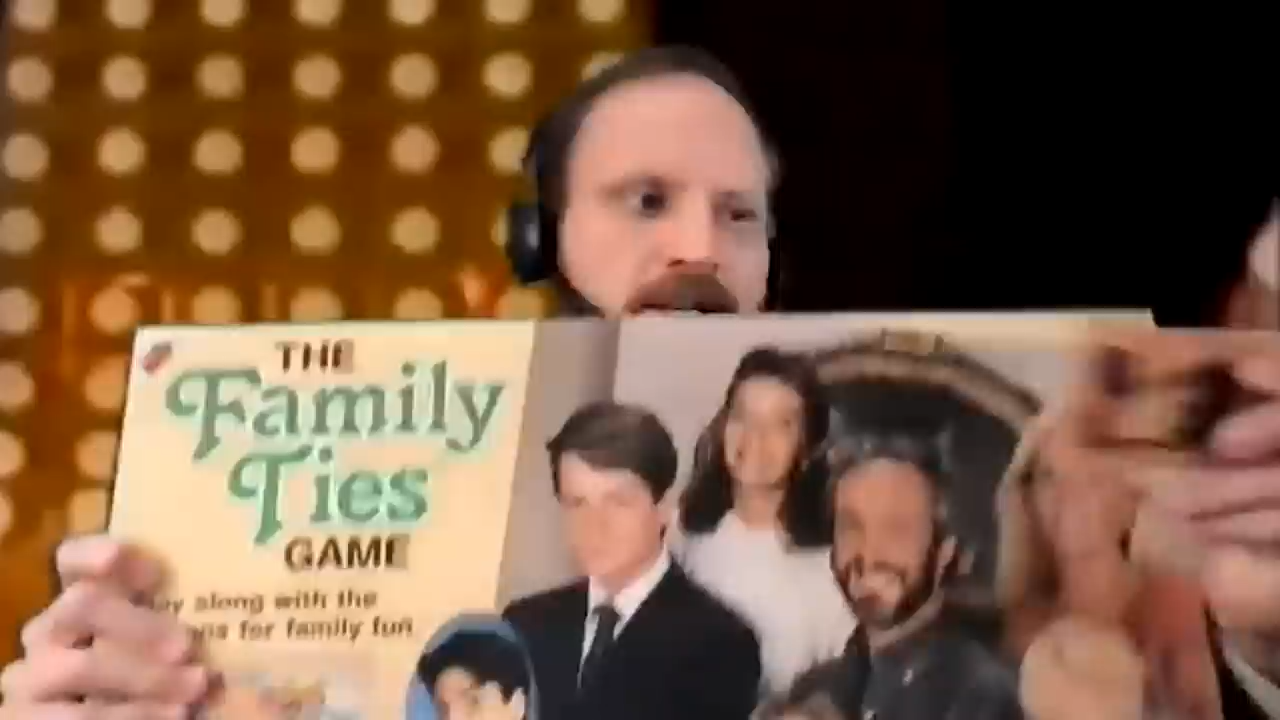 THE
Family
Ties
GAME
along with the
for family fun